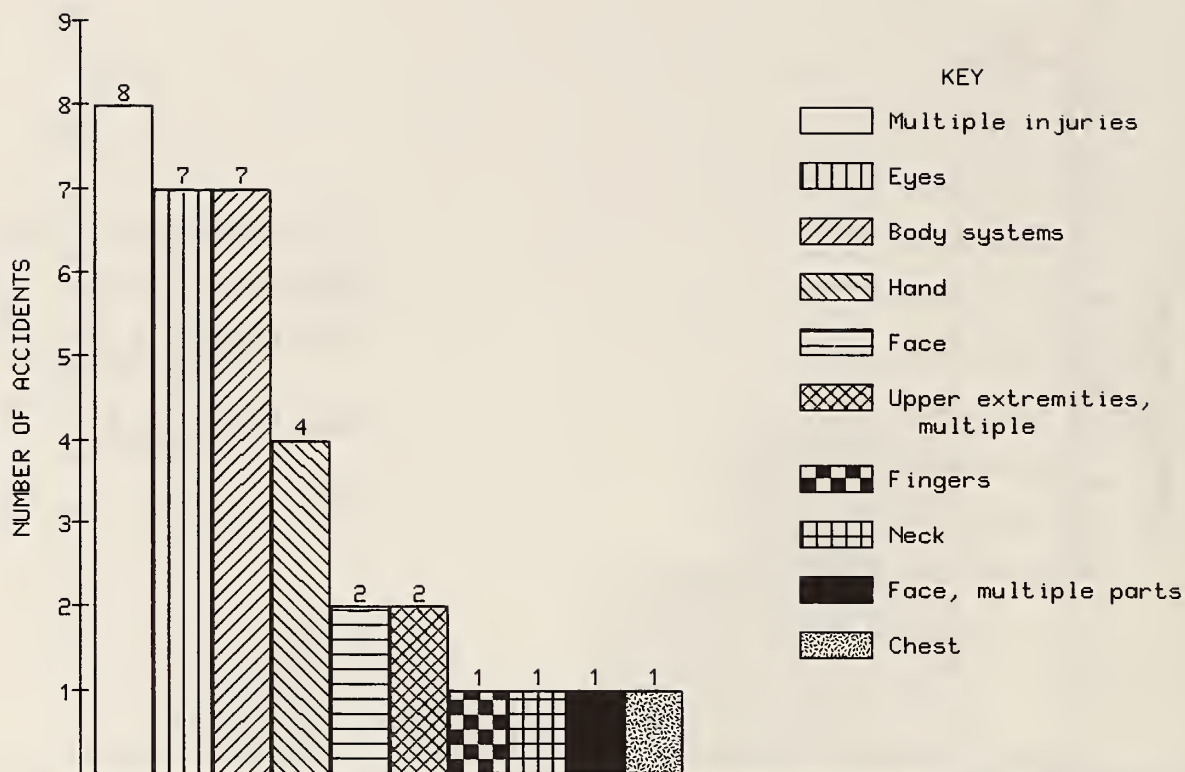 9
8
7
6
5
4
3
2
1
NUMBER OF ACCIDENTS
8
7
7
4
2
2
1
1
1
1
KEY
Multiple injuries
Eyes
Body systems
Hand
Face
Upper extremities,
multiple
Fingers
Neck
Face, multiple parts
Chest